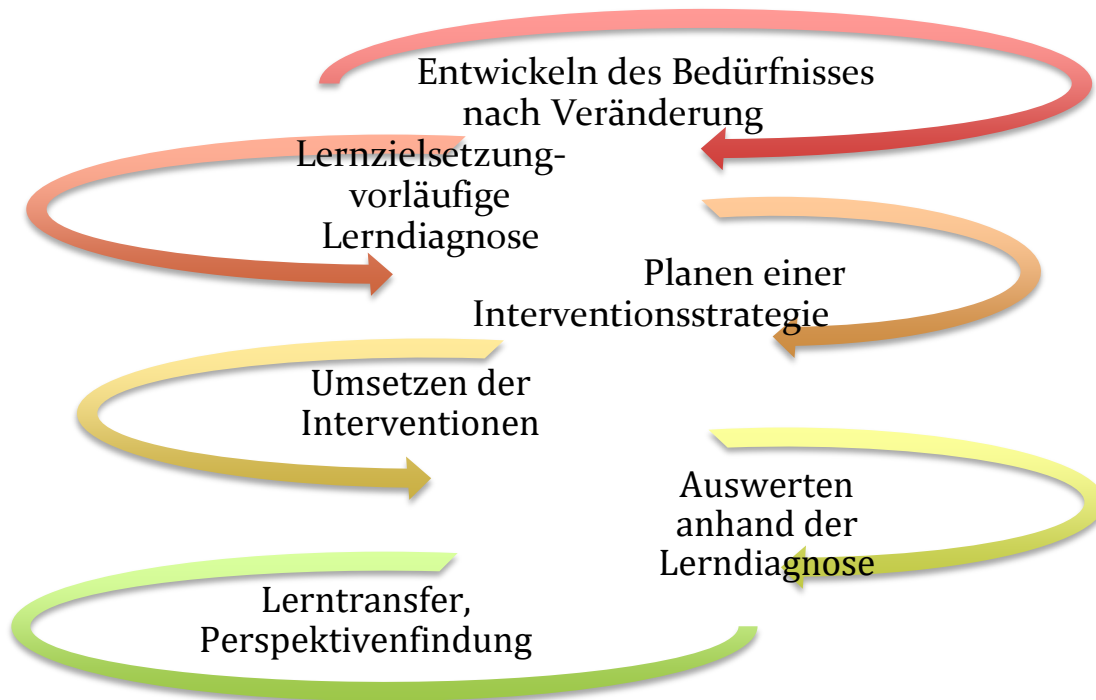 Entwickeln des Bedürfnisses
nach Veränderung
Lernzielsetzung-
vorläufige
Lerndiagnose
Planen einer
Interventionsstrategie
Umsetzen der
Interventionen
Auswerten
anhand der
Lerndiagnose
Lerntransfer,
Perspektivenfindung